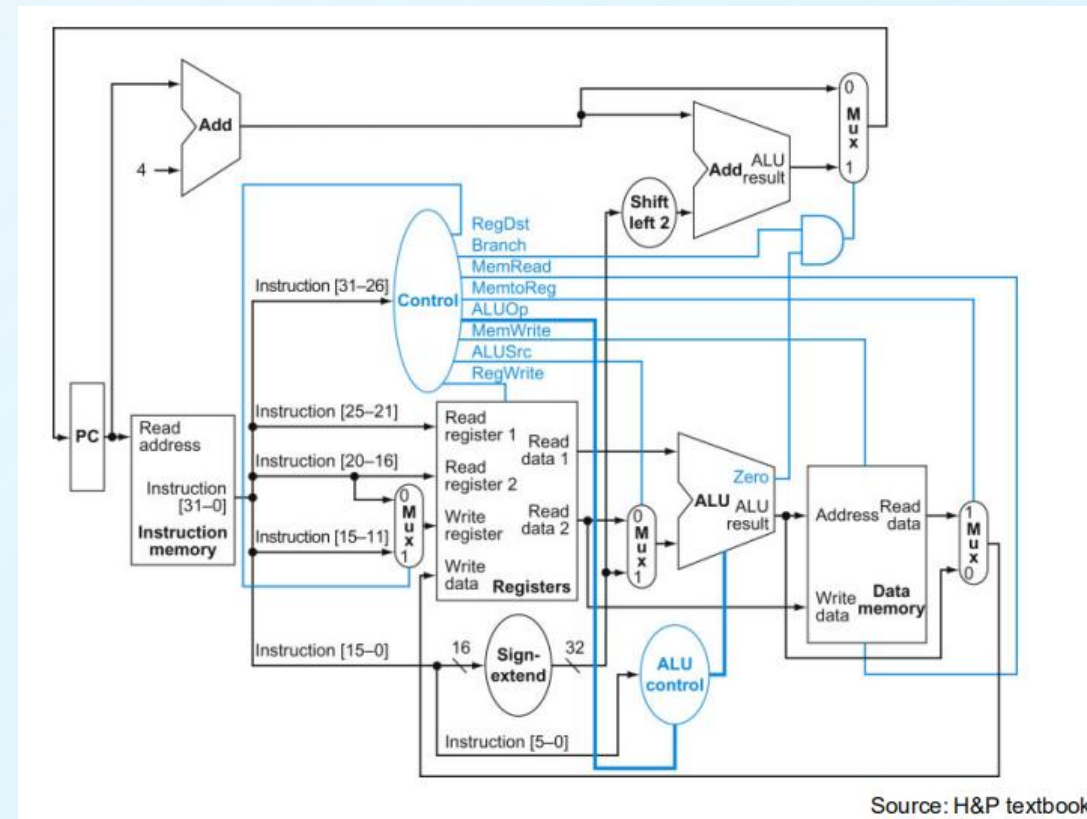 Add
4
0
M
u
x
1
Add ALU
result
Shift
left 2
RegDst
Branch
MemRead
MemtoReg
ALUOp
MemWrite
ALUSrc
RegWrite
Control
Instruction [31–26]
Instruction [25–21]
Instruction [20–16]
Instruction [15–11]
Instruction [15–0]
Instruction [5–0]
PC
Read
address
Instruction
[31–0]
Instruction
memory
0
M
u
x
1
Read
register 1
Read
register 2
Write
register
Write
data
Read
data 1
Read
data 2
Registers
16
Sign-
extend
32
0
M
u
x
1
Zero
ALU ALU
result
ALU
control
Address
Read
data
Write
data
Data
memory
1
M
u
x
0
Source: H&P textbook